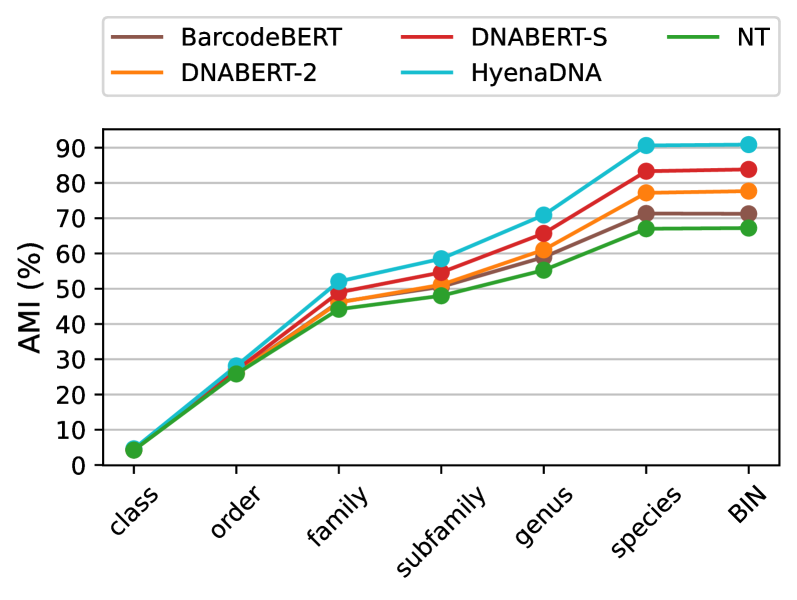 BarcodeBERT DNABERT-S NT
DNABERT-2 HyenaDNA
90
80
70
60
50
40
30
20
10
0
AMI (%)
class order family subfamily genus species BIN